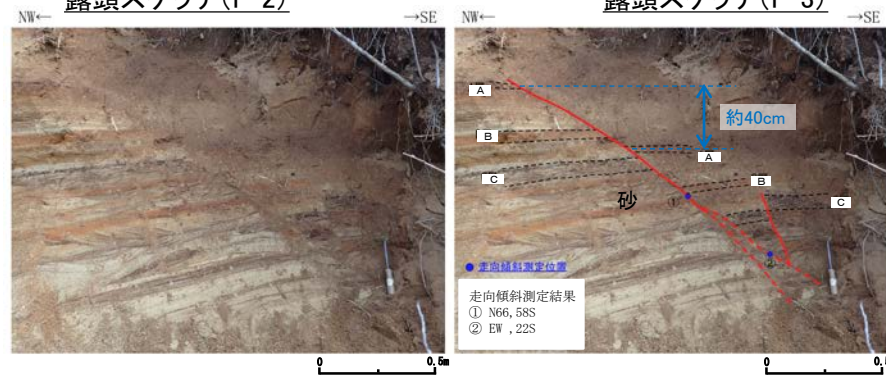 露頭スケッチ(F-2)
露頭スケッチ(F-3)
NW←
→SE
NW←
→SE
A
約40cm
B
A
C
B
C
砂
①
②
走向傾斜測定位置
走向傾斜測定結果
① N66,58S
② EW ,22S
0
0.5m
0